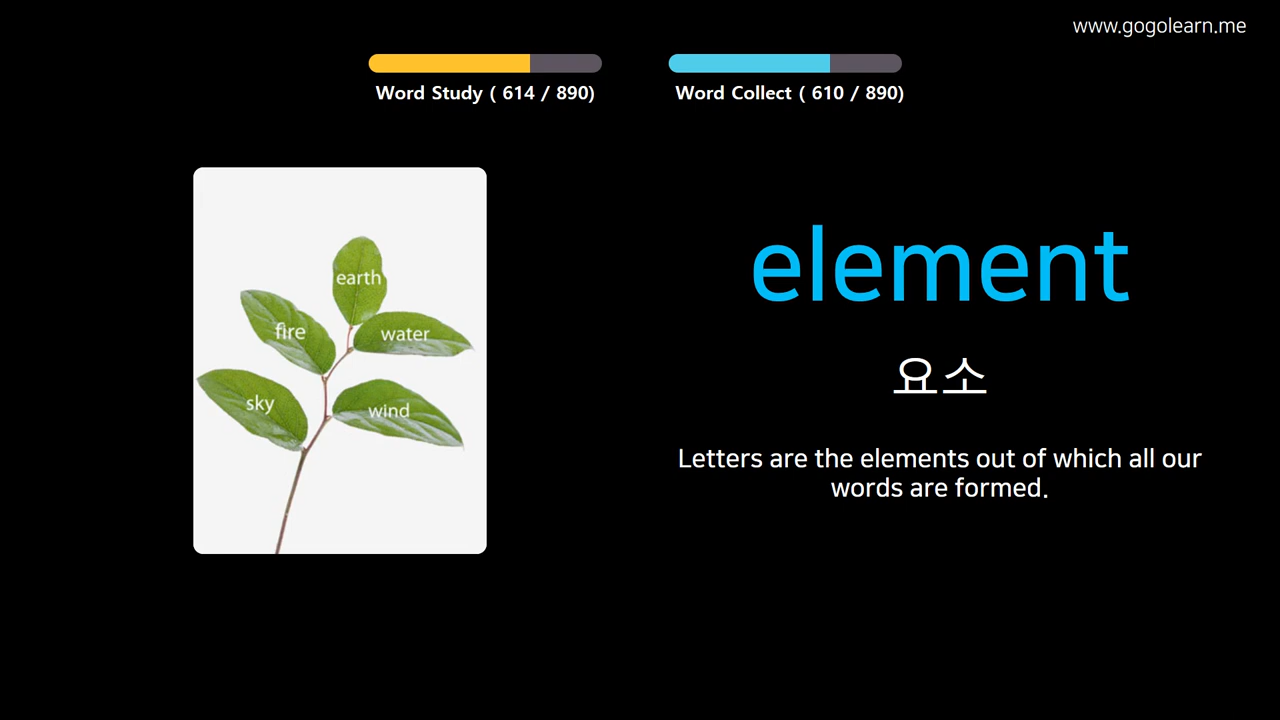 www.gogolearn.me
Word Study ( 614 / 890)
Word Collect ( 610 / 890)
earth
fire
water
sky
wind
element
요소
Letters are the elements out of which all our
words are formed.